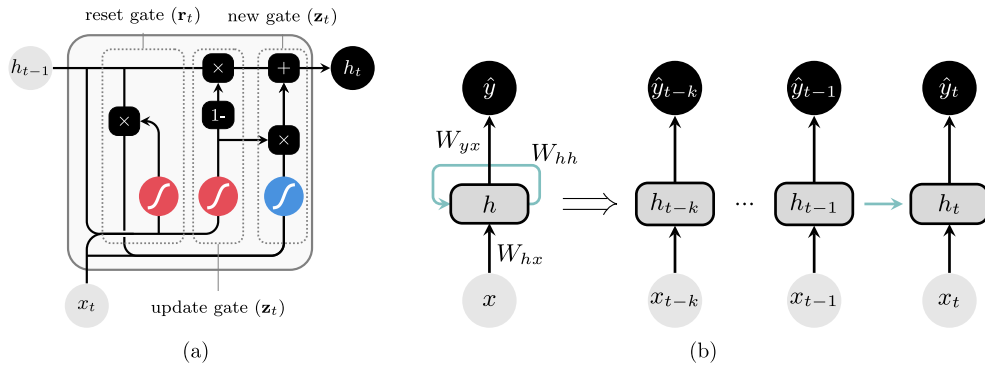 reset gate (r_t) new gate (z_t)
h_{t-1} × + h_t
1-
× ×
x_t
update gate (z_t)
(a)
ŷ ŷ_{t-k} ŷ_{t-1} ŷ_t
W_{yx} W_{hh}
h ⟹ h_{t-k} ... h_{t-1} h_t
W_{hx}
x x_{t-k} x_{t-1} x_t
(b)